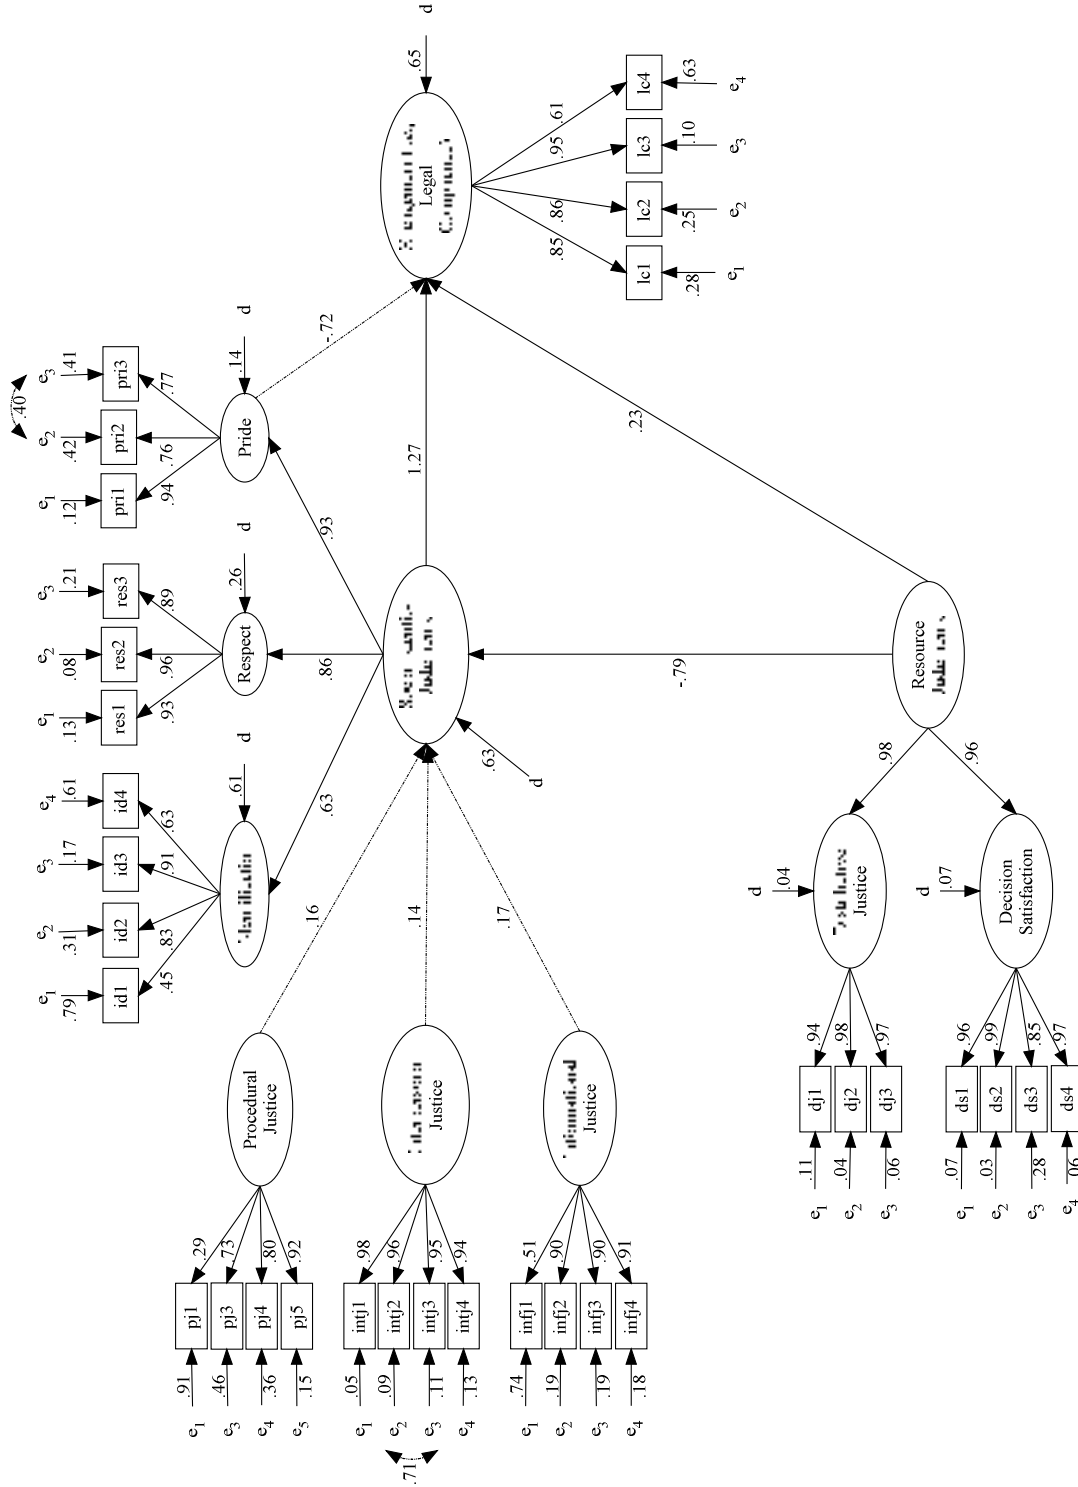 .71
e1
e2
e3
e4
.05
.09
.11
.13
intj1
intj2
intj3
intj4
.98
.96
.95
.94
Justice
e1
e3
e4
e5
.91
.46
.36
.15
pj1
pj3
pj4
pj5
.29
.73
.80
.92
Procedural
Justice
e1
e2
e3
e4
.74
.19
.19
.18
infj1
infj2
infj3
infj4
.51
.90
.90
.91
Justice
.16
.14
.17
e1
e2
e3
e4
.79
.31
.17
.61
id1
id2
id3
id4
.45
.83
.91
.63
.61
d
e1
e2
e3
.13
.08
.21
res1
res2
res3
.93
.96
.89
Respect
.26
d
.40
e1
e2
e3
.12
.42
.41
pri1
pri2
pri3
.94
.76
.77
Pride
.14
d
.63
.86
.93
.63
d
1.27
-.72
.23
-.79
Legal
.65
d
.85
.86
.95
.61
lc1
lc2
lc3
lc4
.28
.25
.10
.63
e1
e2
e3
e4
Resource
.98
.96
d
.04
Justice
.94
.98
.97
dj1
dj2
dj3
.11
.04
.06
e1
e2
e3
d
.07
Decision
Satisfaction
.96
.99
.85
.97
ds1
ds2
ds3
ds4
.07
.03
.28
.06
e1
e2
e3
e4